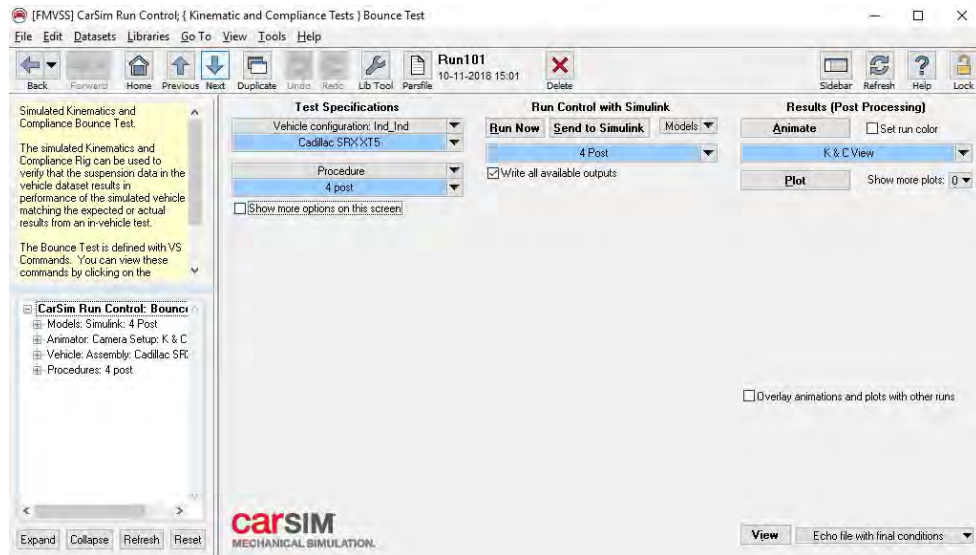 [FMVSS] CarSim Run Control; { Kinematic and Compliance Tests } Bounce Test
File Edit Datasets Libraries Go To View Tools Help
Back Forward Home Previous Next Duplicate Undo Redo Lib Tool Parsfile
Run101
10-11-2018 15:01
Delete Sidebar Refresh Help Lock
Simulated Kinematics and
Compliance Bounce Test.
The simulated Kinematics and
Compliance Rig can be used to
verify that the suspension data in the
vehicle dataset results in
performance of the simulated vehicle
matching the expected or actual
results from an in-vehicle test.
The Bounce Test is defined with VS
Commands. You can view these
commands by clicking on the
CarSim Run Control: Bounc
Models: Simulink: 4 Post
Animator: Camera Setup: K & C
Vehicle: Assembly: Cadillac SR
Procedures: 4 post
Expand Collapse Refresh Reset
Test Specifications
Vehicle configuration: Ind_Ind
Cadillac SRX XT5
Procedure
4 post
Show more options on this screen
Run Control with Simulink
Run Now Send to Simulink Models
4 Post
Write all available outputs
Results (Post Processing)
Animate Set run color
K & C View
Plot Show more plots: 0
Overlay animations and plots with other runs
carSIM
MECHANICAL SIMULATION.
View Echo file with final conditions